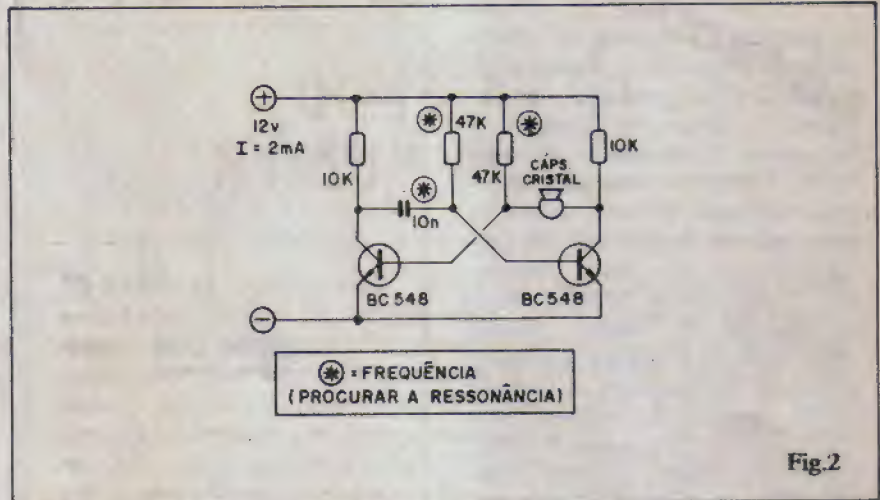 12v
I = 2mA
10K
47K
47K
10K
CÁPS.
CRISTAL
10n
BC 548
BC 548
= FREQUÊNCIA
(PROCURAR A RESSONÂNCIA)
Fig.2